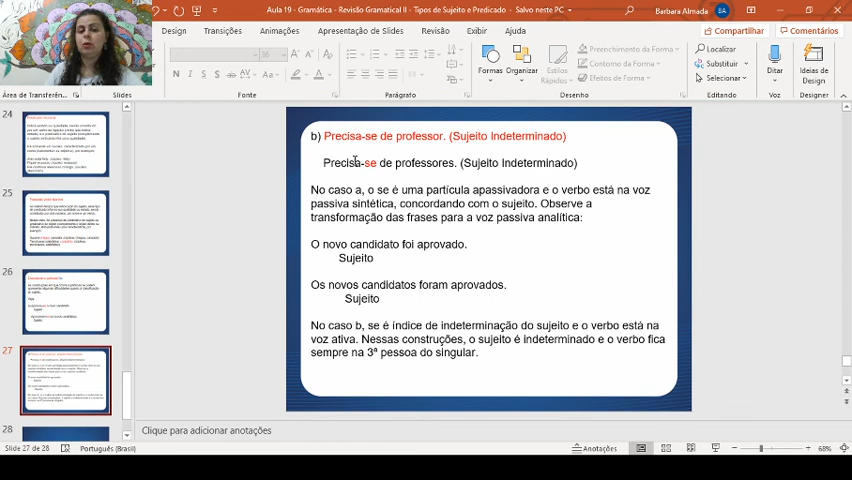 Aula 19 - Gramática - Revisão Gramatical II - Tipos de Sujeito e Predicado - Salvo neste PC
Barbara Almada
BA
Design
Transições
Animações
Apresentação de Slides
Revisão
Exibir
Ajuda
Compartilhar
Comentários
Formas
Organizar
Estilos
Rápidos
Preenchimento da Forma
Contorno da Forma
Efeitos de Forma
Localizar
Substituir
Selecionar
Ditar
Ideias de
Design
Área de Transferên...
Slides
Fonte
Parágrafo
Desenho
Editando
Voz
Designer
24
25
26
27
28
b) Precisa-se de professor. (Sujeito Indeterminado)
Precisa-se de professores. (Sujeito Indeterminado)
No caso a, o se é uma partícula apassivadora e o verbo está na voz
passiva sintética, concordando com o sujeito. Observe a
transformação das frases para a voz passiva analítica:
O novo candidato foi aprovado.
Sujeito
Os novos candidatos foram aprovados.
Sujeito
No caso b, se é índice de indeterminação do sujeito e o verbo está na
voz ativa. Nessas construções, o sujeito é indeterminado e o verbo fica
sempre na 3ª pessoa do singular.
Clique para adicionar anotações
Slide 27 de 28
Português (Brasil)
Anotações
68%